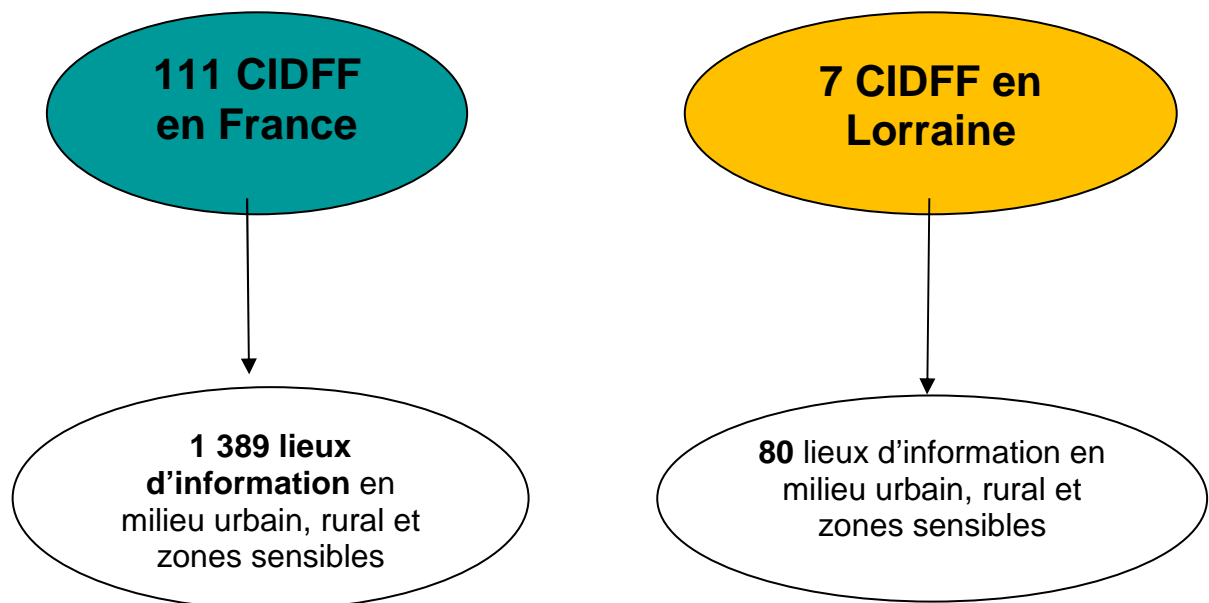 111 CIDFF
en France
7 CIDFF en
Lorraine
1 389 lieux
d’information en
milieu urbain, rural et
zones sensibles
80 lieux d’information en
milieu urbain, rural et
zones sensibles